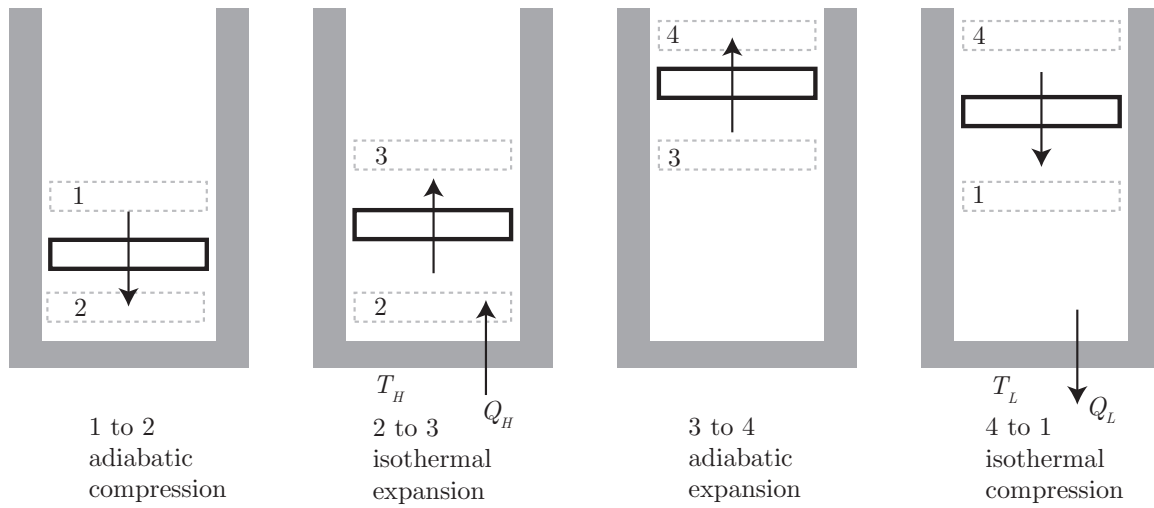 1
2
3
2
4
3
4
1
T_H
Q_H
T_L
Q_L
1 to 2
adiabatic
compression
2 to 3
isothermal
expansion
3 to 4
adiabatic
expansion
4 to 1
isothermal
compression